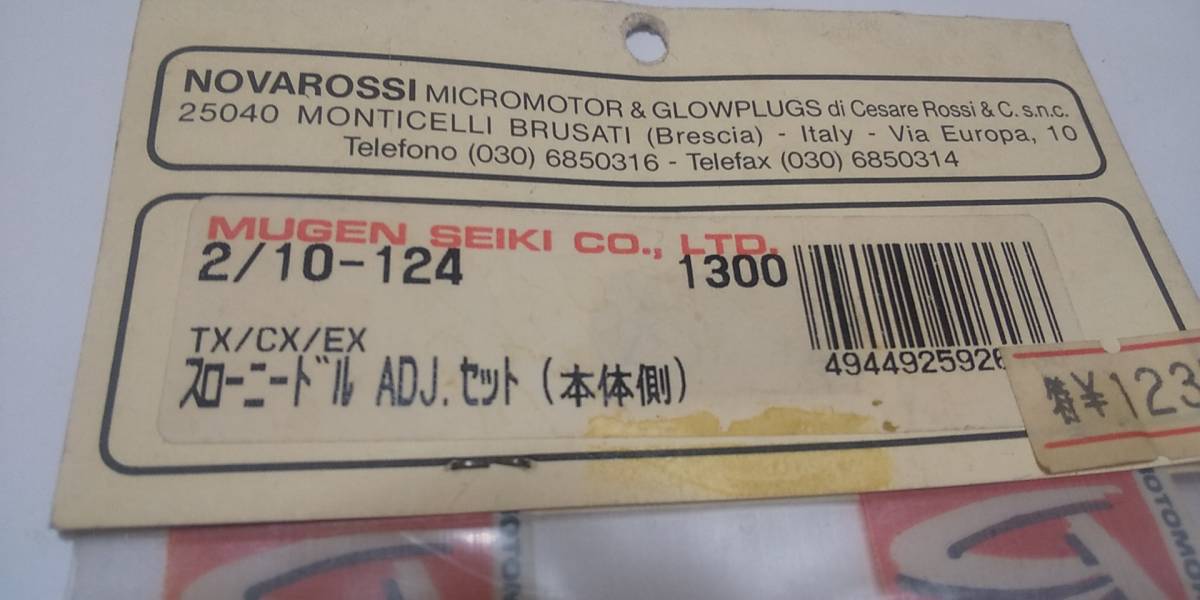 NOVAROSSI MICROMOTOR & GLOWPLUGS di Cesare Rossi & C. s.n.c.
25040 MONTICELLI BRUSATI (Brescia) - Italy - Via Europa, 10
Telefono (030) 6850316 - Telefax (030) 6850314
MUGEN SEIKI CO., LTD.
2/10-124 1300
TX/CX/EX
スローニードル ADJ.セット (本体側)
494492592
¥123